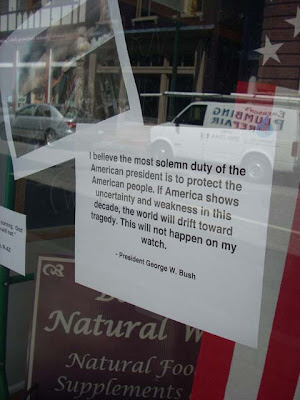 PLUMBING
REPAIR
I believe the most solemn duty of the
American president is to protect the
American people. If America shows
uncertainty and weakness in this
decade, the world will drift toward
tragedy. This will not happen on my
watch.
- President George W. Bush
Natural
Natural Foo
Supplements